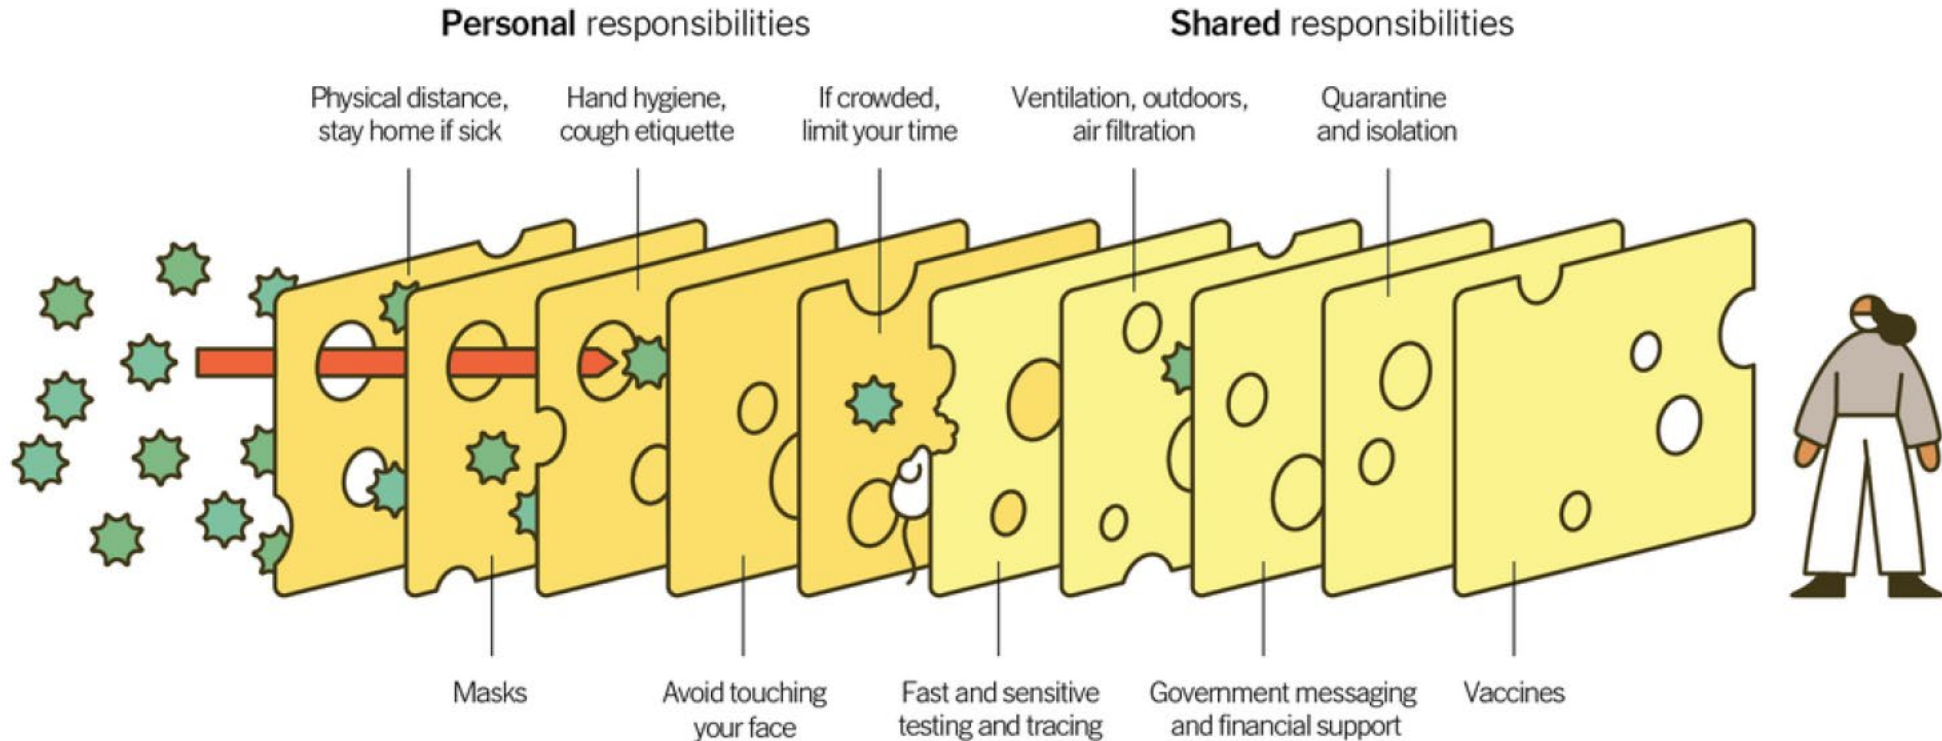 Personal responsibilities
Shared responsibilities
Physical distance,
stay home if sick
Hand hygiene,
cough etiquette
If crowded,
limit your time
Ventilation, outdoors,
air filtration
Quarantine
and isolation
Masks
Avoid touching
your face
Fast and sensitive
testing and tracing
Government messaging
and financial support
Vaccines